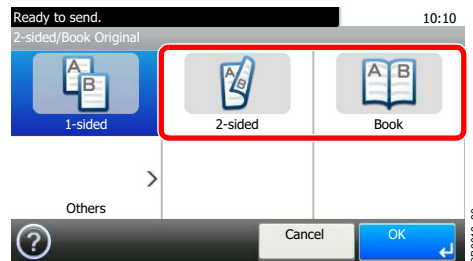 Ready to send.
10:10
2-sided/Book Original
A
B
A
B
A B
1-sided
2-sided
Book
Others
?
Cancel
OK